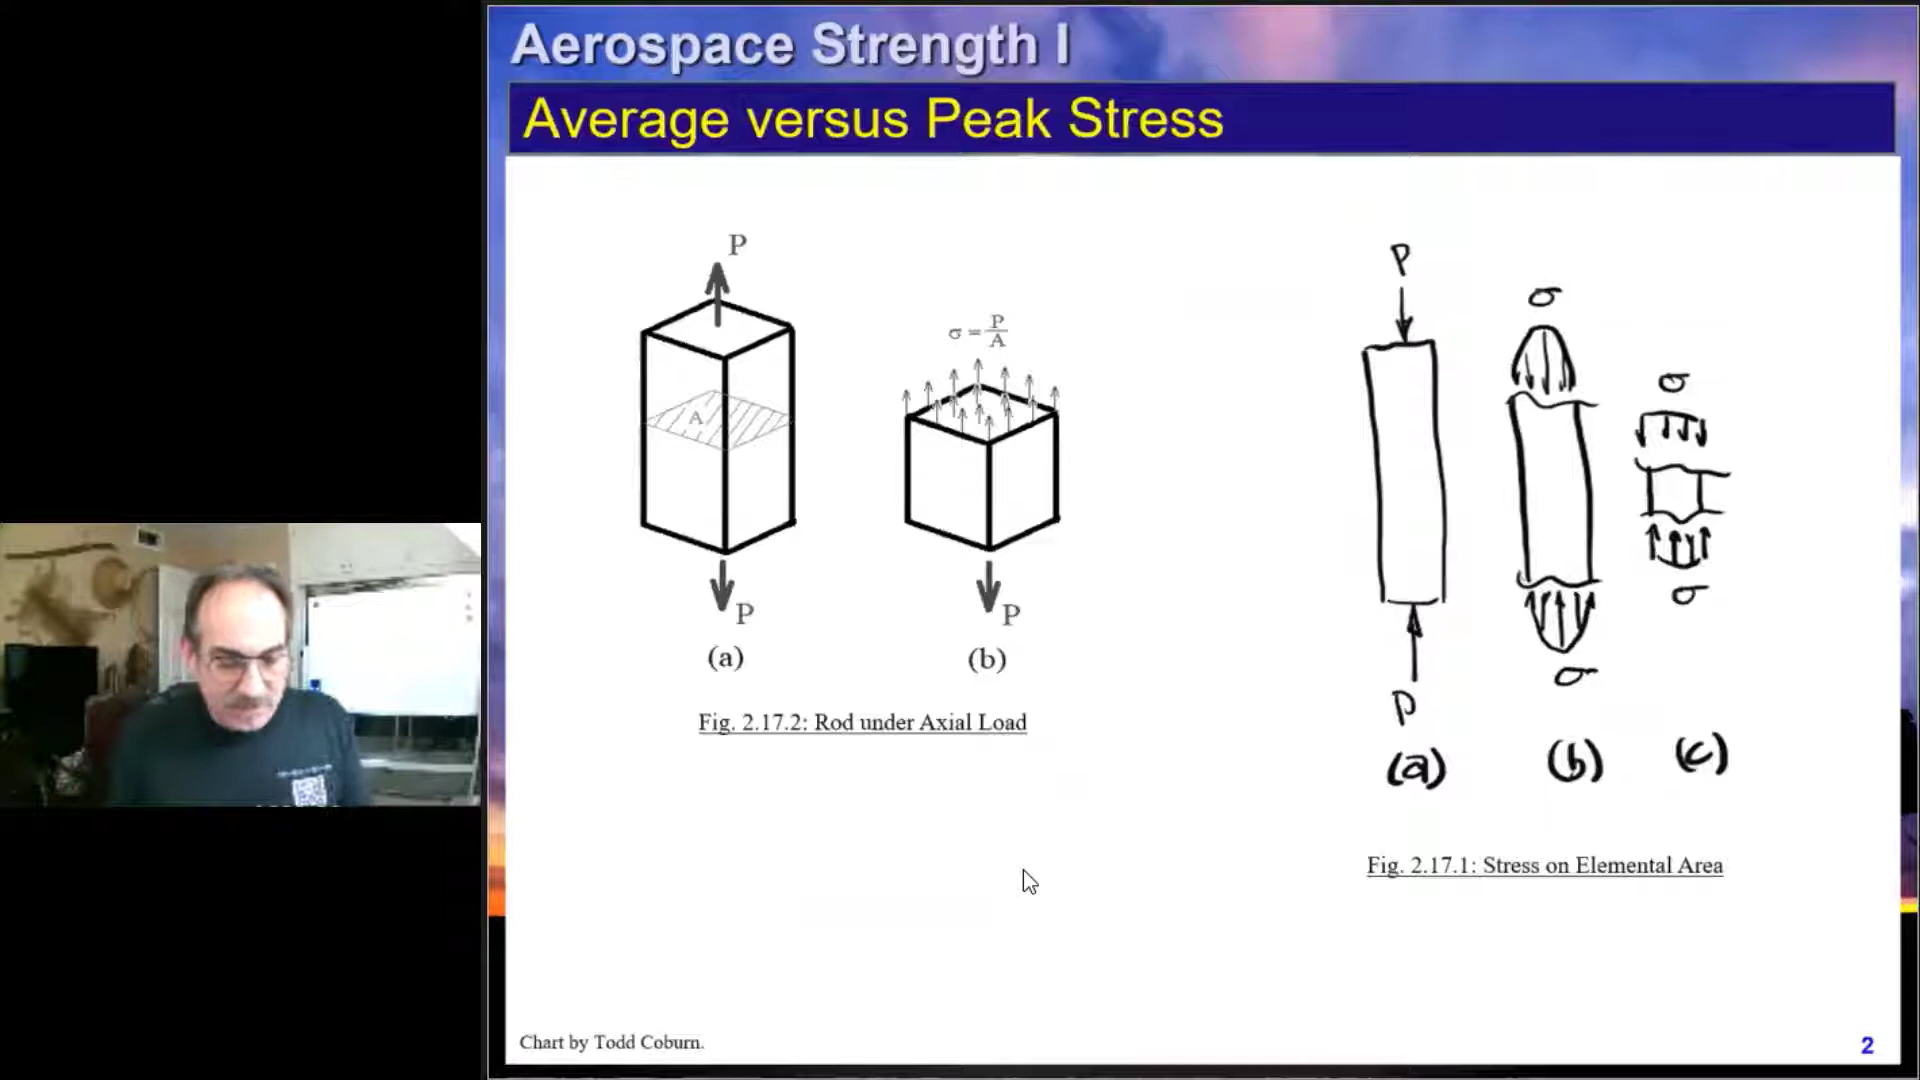 Aerospace Strength I
Average versus Peak Stress
P
A
P
(a)
σ = P/A
P
(b)
Fig. 2.17.2: Rod under Axial Load
P
P
(a)
σ
σ
(b)
σ
σ
(c)
Fig. 2.17.1: Stress on Elemental Area
Chart by Todd Coburn.
2